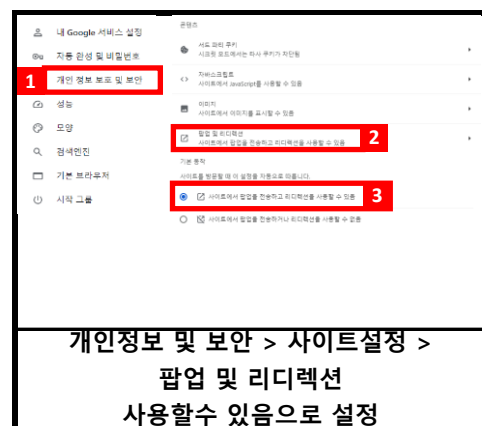 내 Google 서비스 설정
자동 완성 및 비밀번호
1 개인 정보 보호 및 보안
성능
모양
검색엔진
기본 브라우저
시작 그룹
콘텐츠
서드 파티 쿠키
시크릿 모드에서는 타사 쿠키가 차단됨
자바스크립트
사이트에서 JavaScript를 사용할 수 있음
이미지
사이트에서 이미지를 표시할 수 있음
팝업 및 리디렉션 2
사이트에서 팝업을 전송하고 리디렉션을 사용할 수 있음
기본 동작
사이트를 방문할 때 이 설정을 자동으로 따릅니다.
사이트에서 팝업을 전송하고 리디렉션을 사용할 수 있음 3
사이트에서 팝업을 전송하거나 리디렉션을 사용할 수 없음
개인정보 및 보안 > 사이트설정 >
팝업 및 리디렉션
사용할수 있음으로 설정